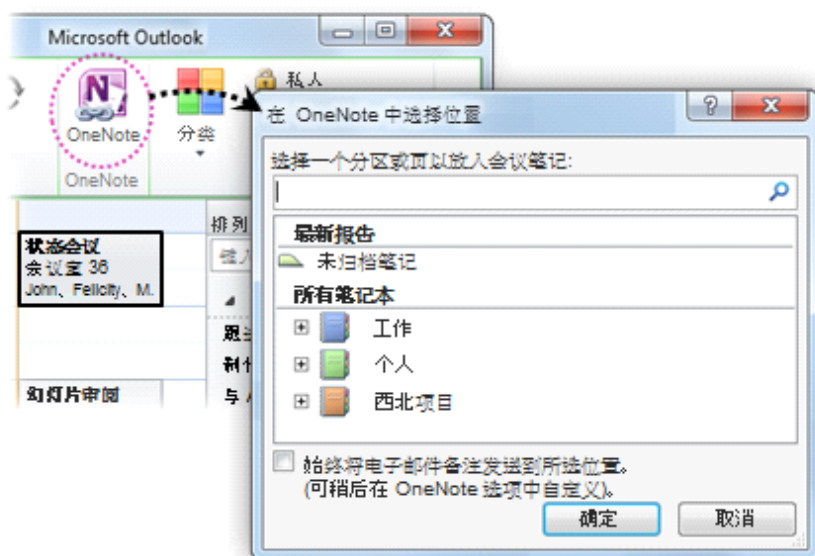 Microsoft Outlook
OneNote
分类
私人
OneNote
排列
键入
状态会议
会议室 36
John、Felicity、M.
幻灯片审阅
与
在 OneNote 中选择位置
选择一个分区或页以放入会议笔记:
最新报告
未归档笔记
所有笔记本
工作
个人
西北项目
始终将电子邮件备注发送到所选位置。
(可稍后在 OneNote 选项中自定义)。
确定
取消